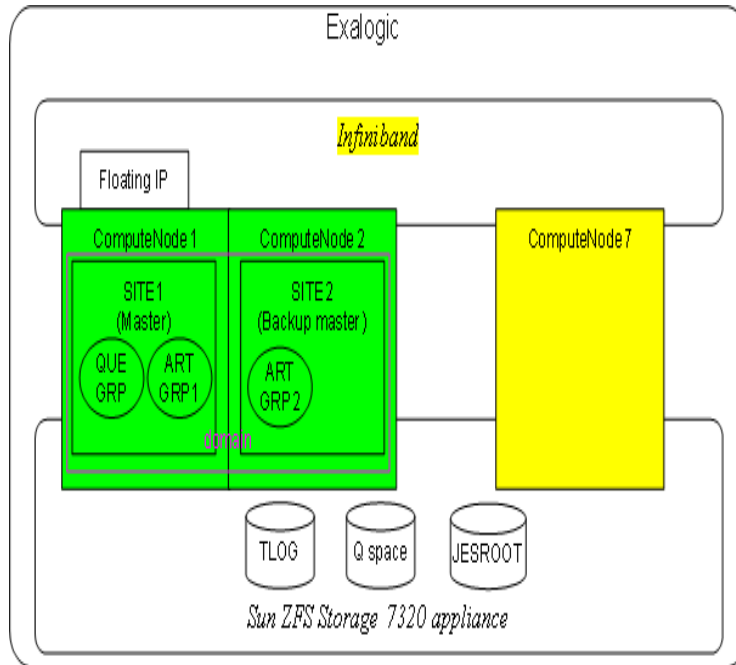 Exalogic
Infiniband
Floating IP
ComputeNode 1
ComputeNode 2
ComputeNode 7
SITE1
(Master)
SITE2
(Backup master)
QUE
GRP
ART
GRP1
ART
GRP2
domain
TLOG
Q space
JESROOT
Sun ZFS Storage 7320 appliance